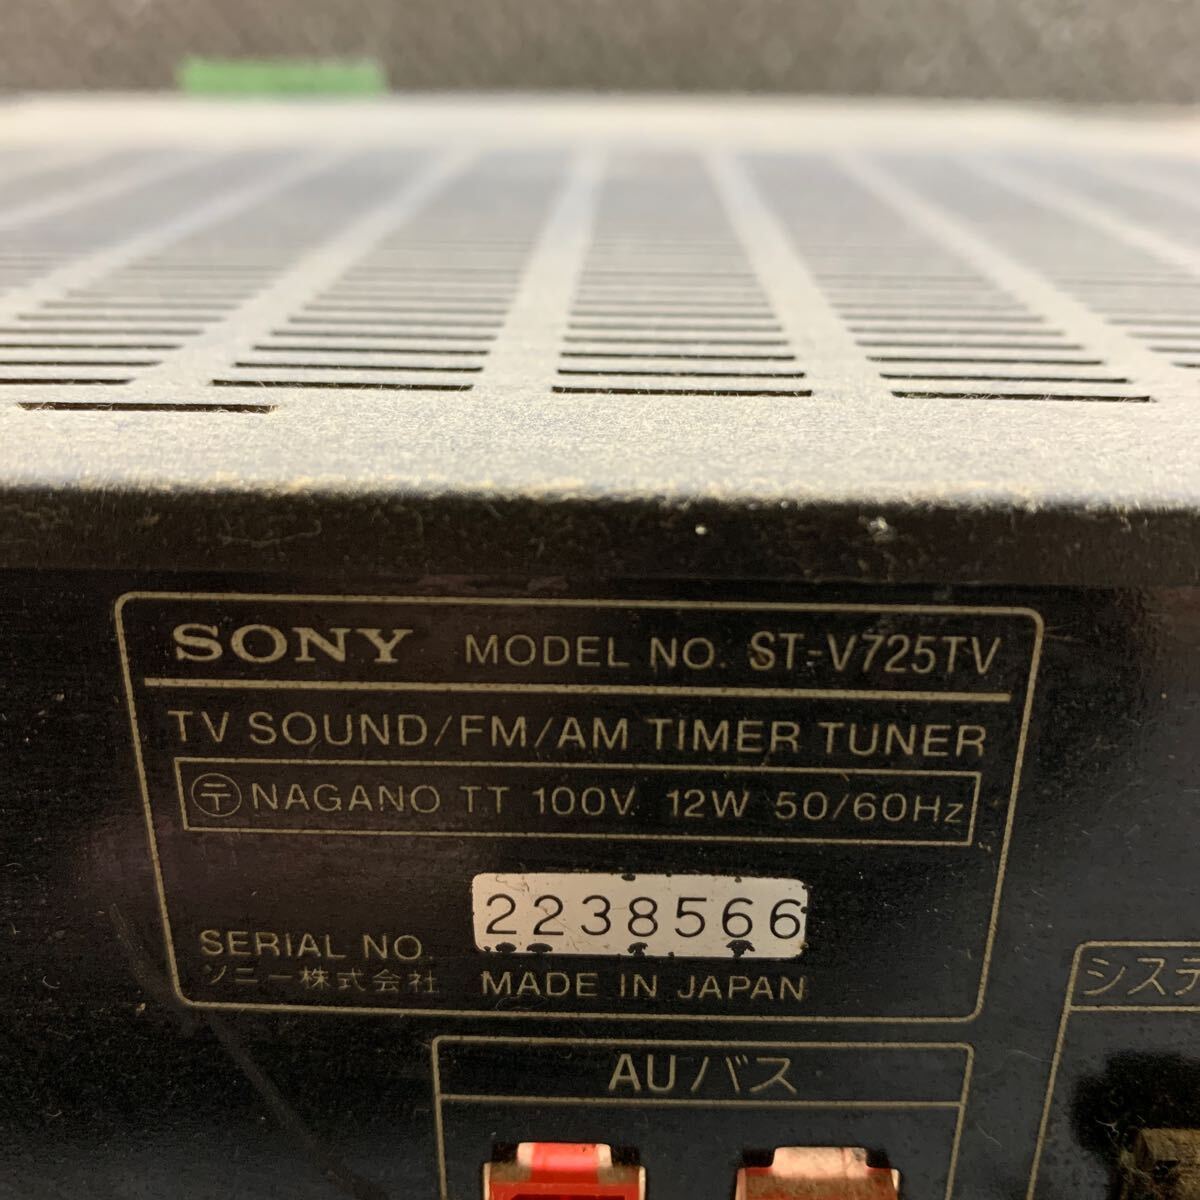 SONY MODEL NO. ST-V725TV
TV SOUND/FM/AM TIMER TUNER
〒 NAGANO TT 100V 12W 50/60Hz
SERIAL NO. 2238566
ソニー株式会社 MADE IN JAPAN
AUバス
システ